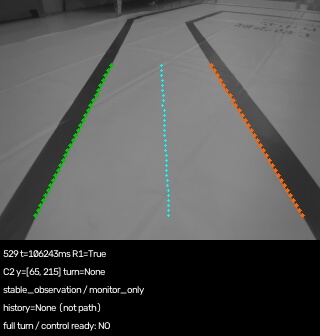 529 t=106243ms R1=True
C2 y=[65, 215] turn=None
stable_observation / monitor_only
history=None (not path)
full turn / control ready: NO